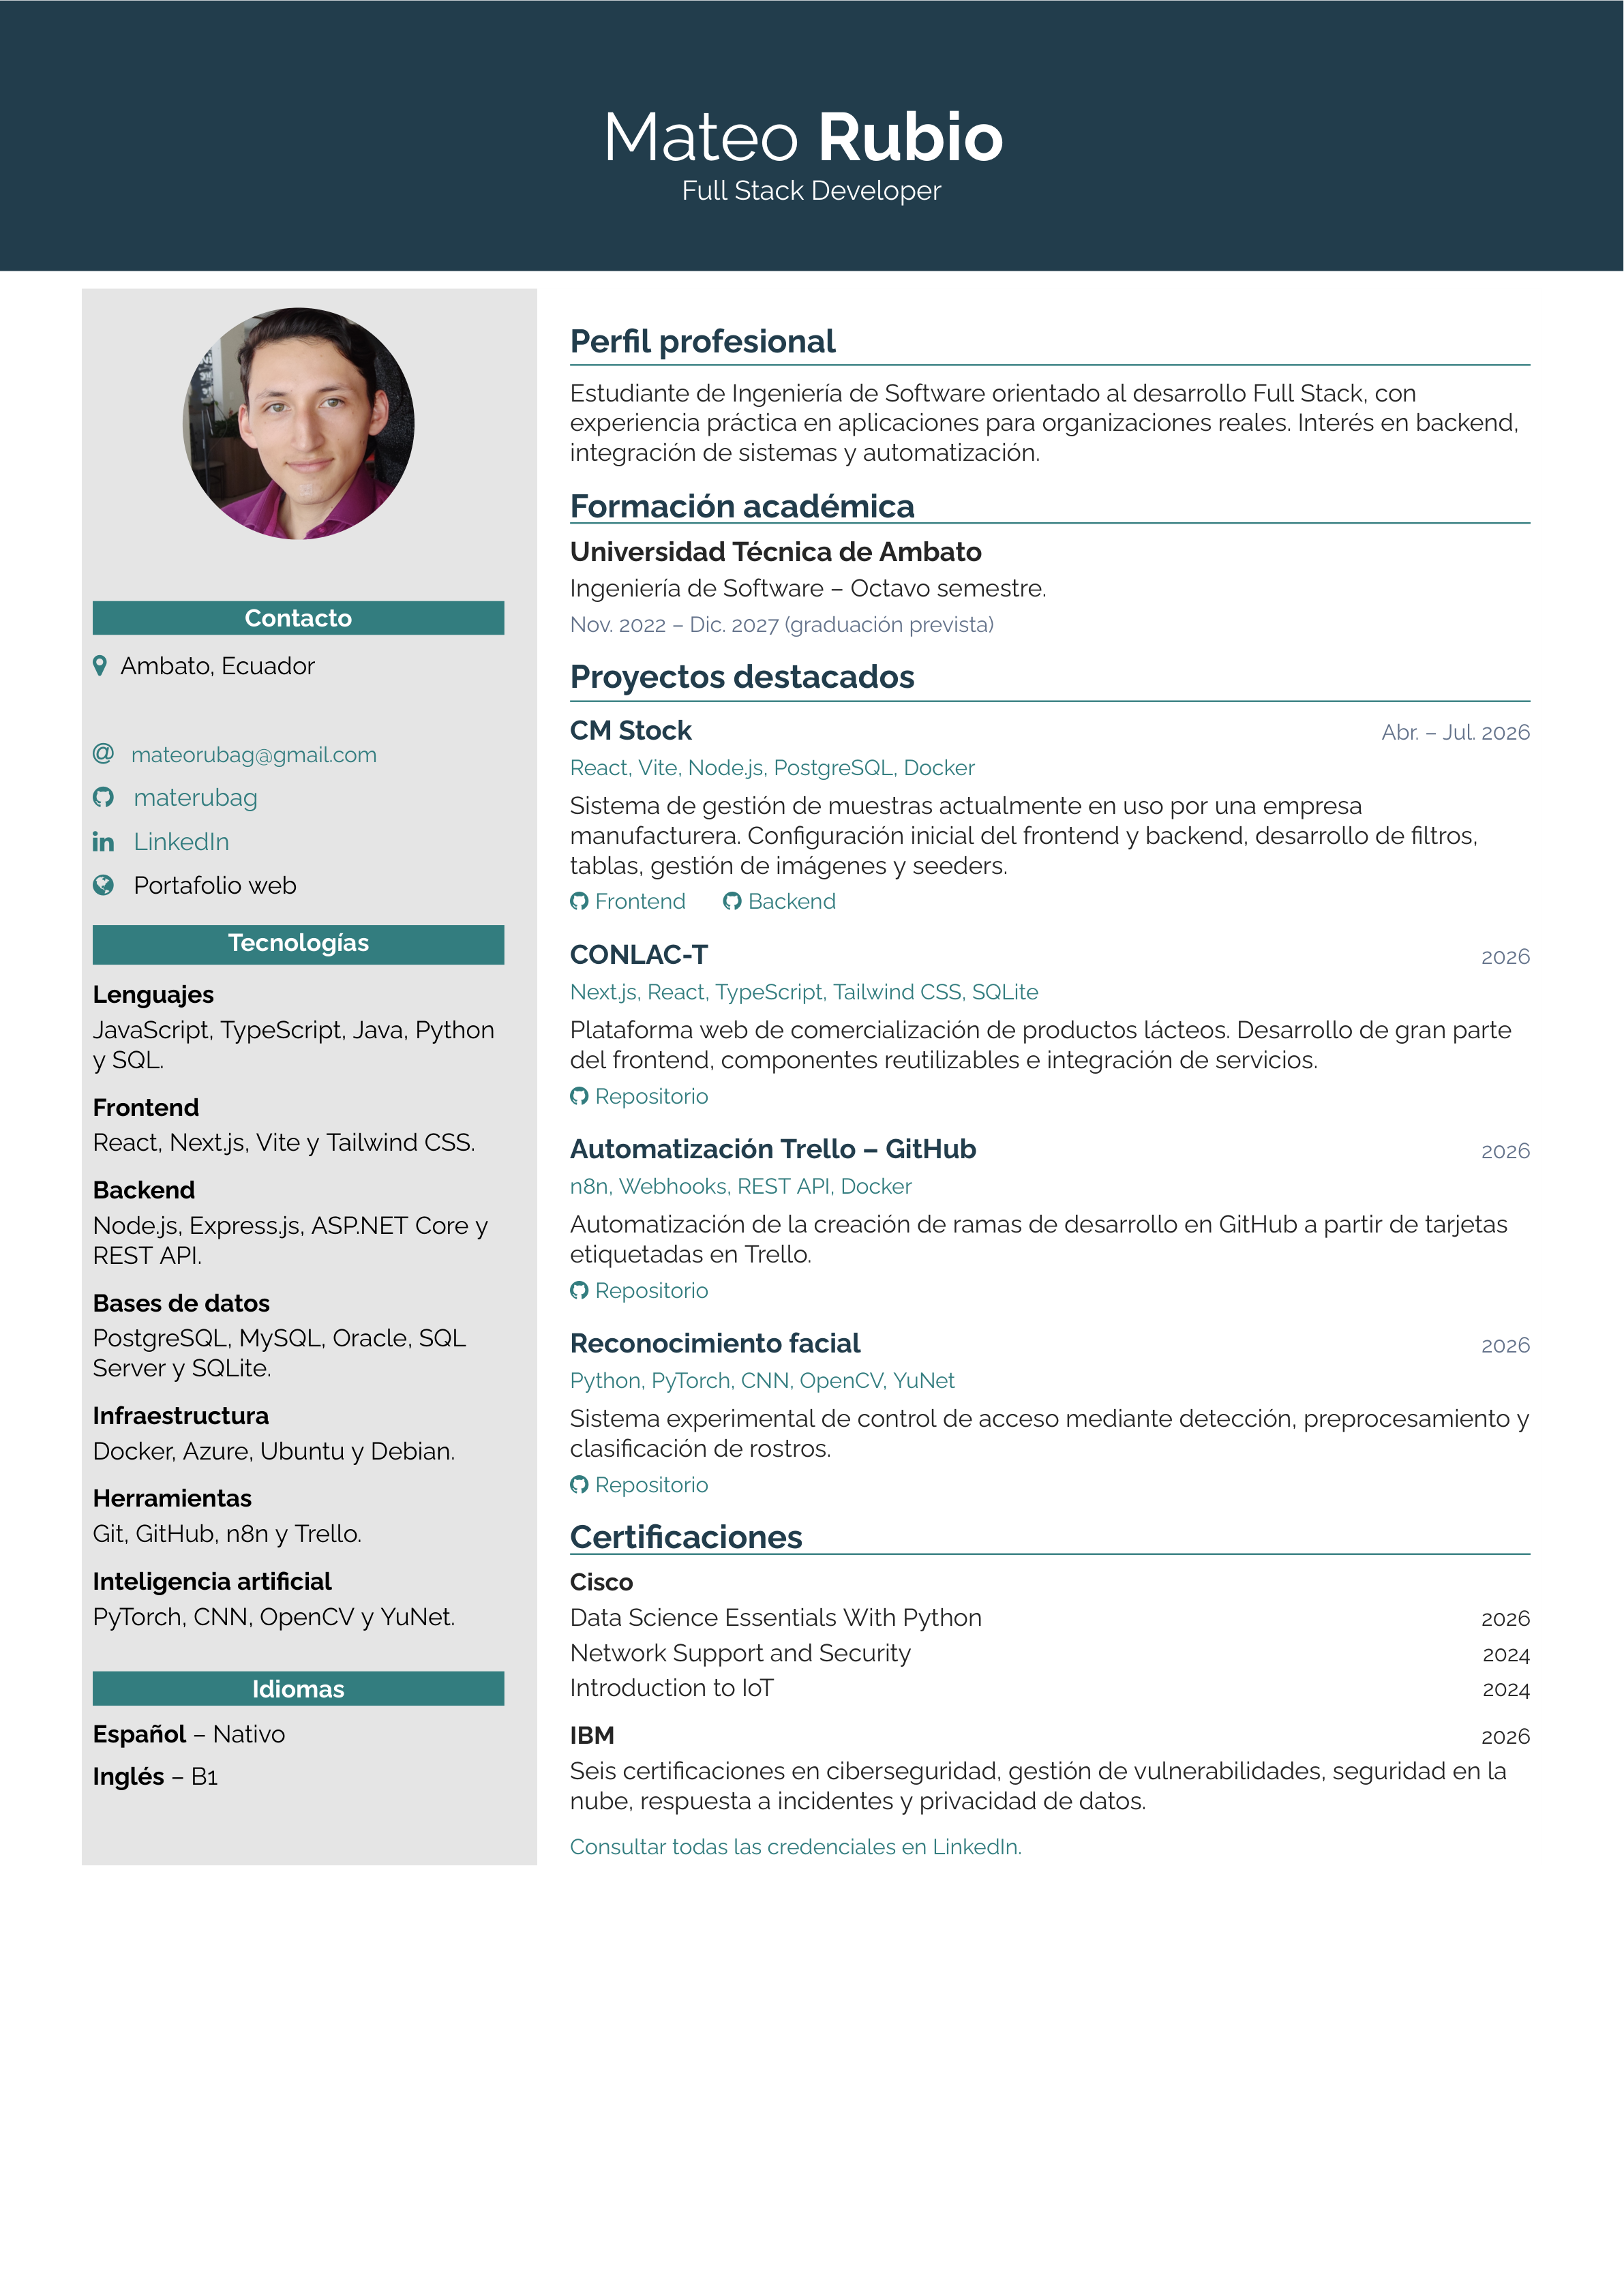 Mateo Rubio
Full Stack Developer
Contacto
Ambato, Ecuador
mateorubag@gmail.com
materubag
LinkedIn
Portafolio web
Tecnologías
Lenguajes
JavaScript, TypeScript, Java, Python
y SQL.
Frontend
React, Next.js, Vite y Tailwind CSS.
Backend
Node.js, Express.js, ASP.NET Core y
REST API.
Bases de datos
PostgreSQL, MySQL, Oracle, SQL
Server y SQLite.
Infraestructura
Docker, Azure, Ubuntu y Debian.
Herramientas
Git, GitHub, n8n y Trello.
Inteligencia artificial
PyTorch, CNN, OpenCV y YuNet.
Idiomas
Español – Nativo
Inglés – B1
Perfil profesional
Estudiante de Ingeniería de Software orientado al desarrollo Full Stack, con
experiencia práctica en aplicaciones para organizaciones reales. Interés en backend,
integración de sistemas y automatización.
Formación académica
Universidad Técnica de Ambato
Ingeniería de Software – Octavo semestre.
Nov. 2022 – Dic. 2027 (graduación prevista)
Proyectos destacados
CM Stock Abr. – Jul. 2026
React, Vite, Node.js, PostgreSQL, Docker
Sistema de gestión de muestras actualmente en uso por una empresa
manufacturera. Configuración inicial del frontend y backend, desarrollo de filtros,
tablas, gestión de imágenes y seeders.
Frontend Backend
CONLAC-T 2026
Next.js, React, TypeScript, Tailwind CSS, SQLite
Plataforma web de comercialización de productos lácteos. Desarrollo de gran parte
del frontend, componentes reutilizables e integración de servicios.
Repositorio
Automatización Trello – GitHub 2026
n8n, Webhooks, REST API, Docker
Automatización de la creación de ramas de desarrollo en GitHub a partir de tarjetas
etiquetadas en Trello.
Repositorio
Reconocimiento facial 2026
Python, PyTorch, CNN, OpenCV, YuNet
Sistema experimental de control de acceso mediante detección, preprocesamiento y
clasificación de rostros.
Repositorio
Certificaciones
Cisco
Data Science Essentials With Python 2026
Network Support and Security 2024
Introduction to IoT 2024
IBM 2026
Seis certificaciones en ciberseguridad, gestión de vulnerabilidades, seguridad en la
nube, respuesta a incidentes y privacidad de datos.
Consultar todas las credenciales en LinkedIn.